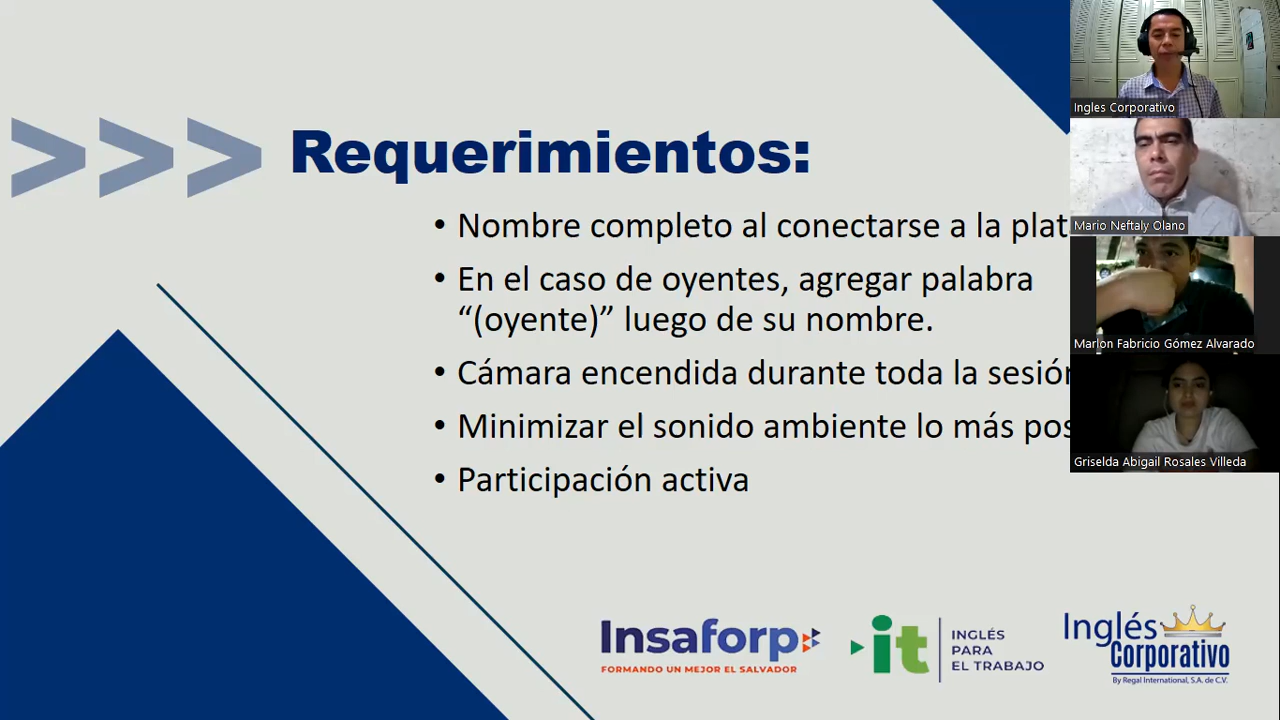 >>> Requerimientos:
• Nombre completo al conectarse a la
• En el caso de oyentes, agregar palabra
“(oyente)” luego de su nombre.
• Cámara encendida durante toda la
• Minimizar el sonido ambiente lo más
• Participación activa
Insaforp
FORMANDO UN MEJOR EL SALVADOR
it
INGLÉS
PARA
EL TRABAJO
Inglés
Corporativo
By Regal International, S.A. de C.V.
Ingles Corporativo
Mario Neftaly Olano
Marlon Fabricio Gómez Alvarado
Griselda Abigail Rosales Villeda